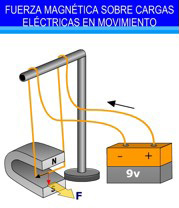 FUERZA MAGNÉTICA SOBRE CARGAS
ELÉCTRICAS EN MOVIMIENTO
- +
9v
N
S
F